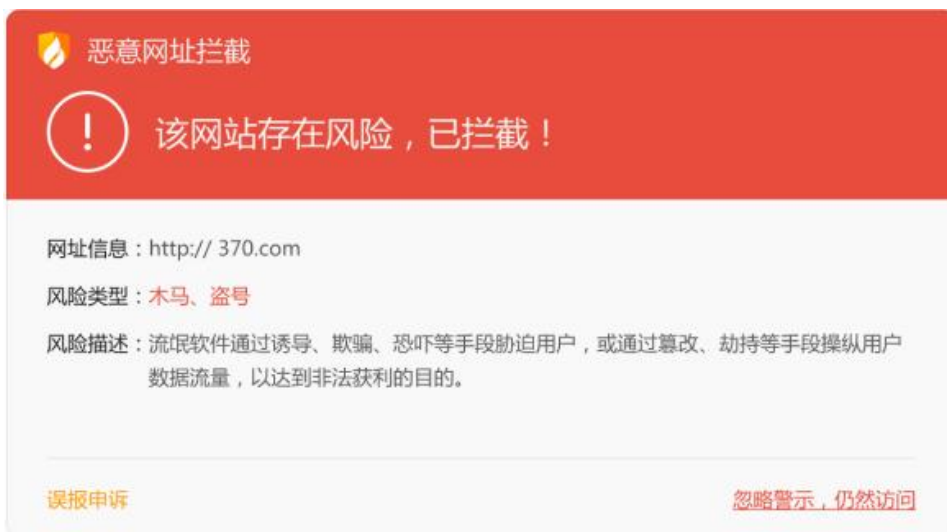 恶意网址拦截
该网站存在风险，已拦截！
网址信息：http:// 370.com
风险类型：木马、盗号
风险描述：流氓软件通过诱导、欺骗、恐吓等手段胁迫用户，或通过篡改、劫持等手段操纵用户
数据流量，以达到非法获利的目的。
误报申诉
忽略警示，仍然访问